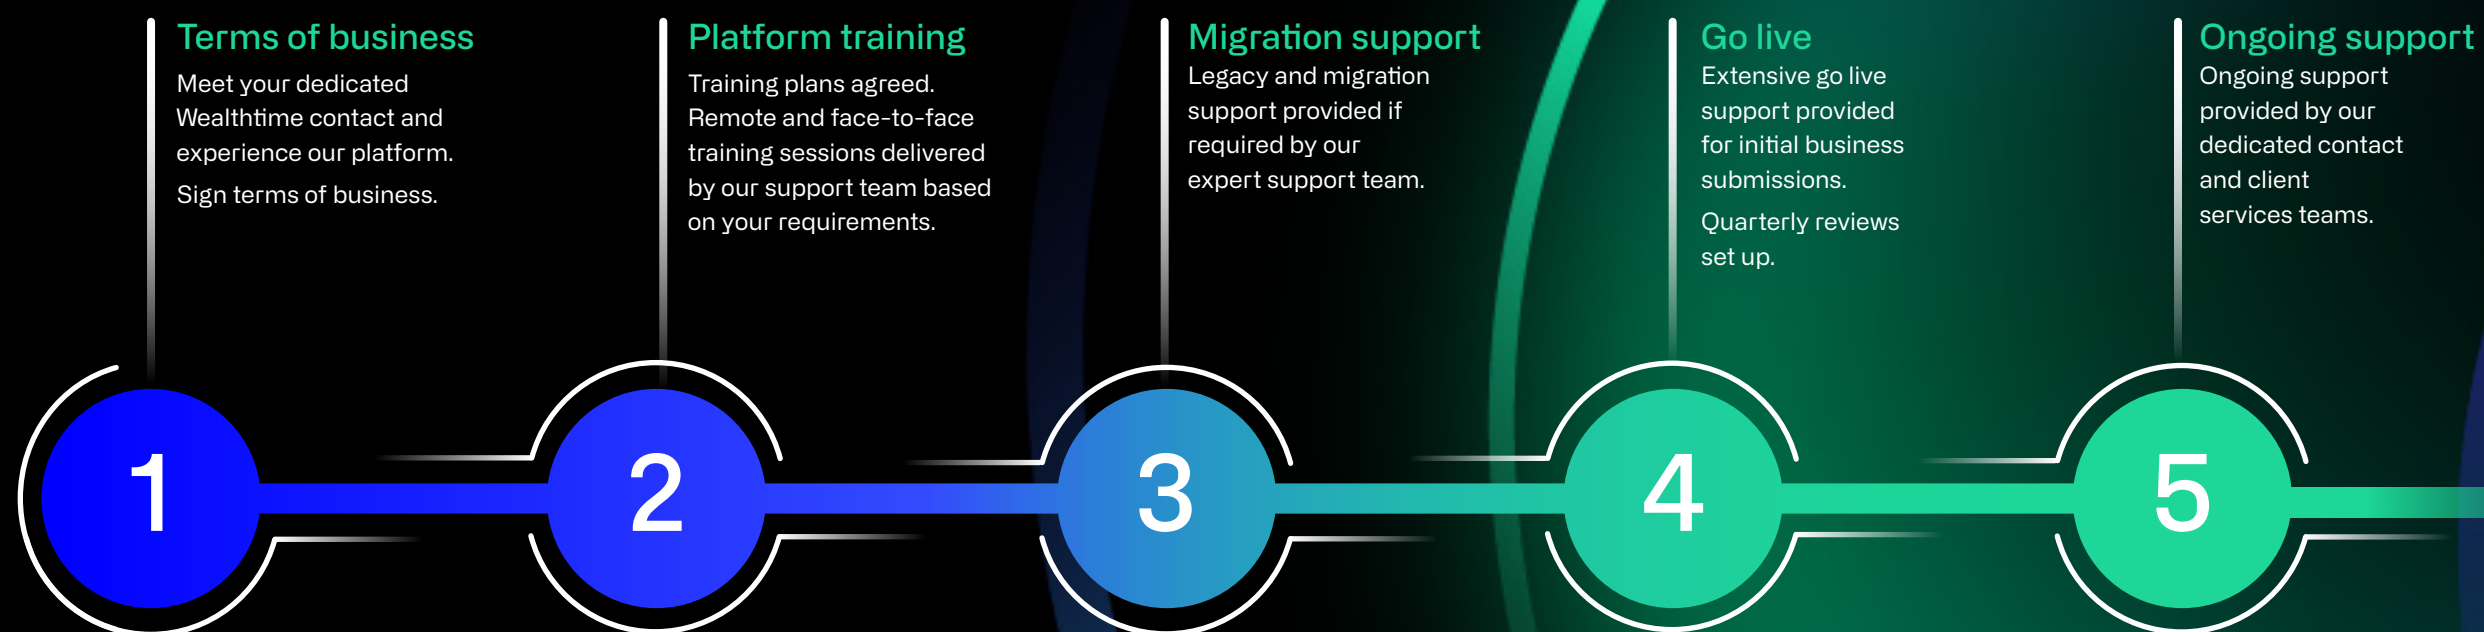 Terms of business
Meet your dedicated
Wealthtime contact and
experience our platform.
Sign terms of business.
Platform training
Training plans agreed.
Remote and face-to-face
training sessions delivered
by our support team based
on your requirements.
Migration support
Legacy and migration
support provided if
required by our
expert support team.
Go live
Extensive go live
support provided
for initial business
submissions.
Quarterly reviews
set up.
Ongoing support
Ongoing support
provided by our
dedicated contact
and client
services teams.
1
2
3
4
5